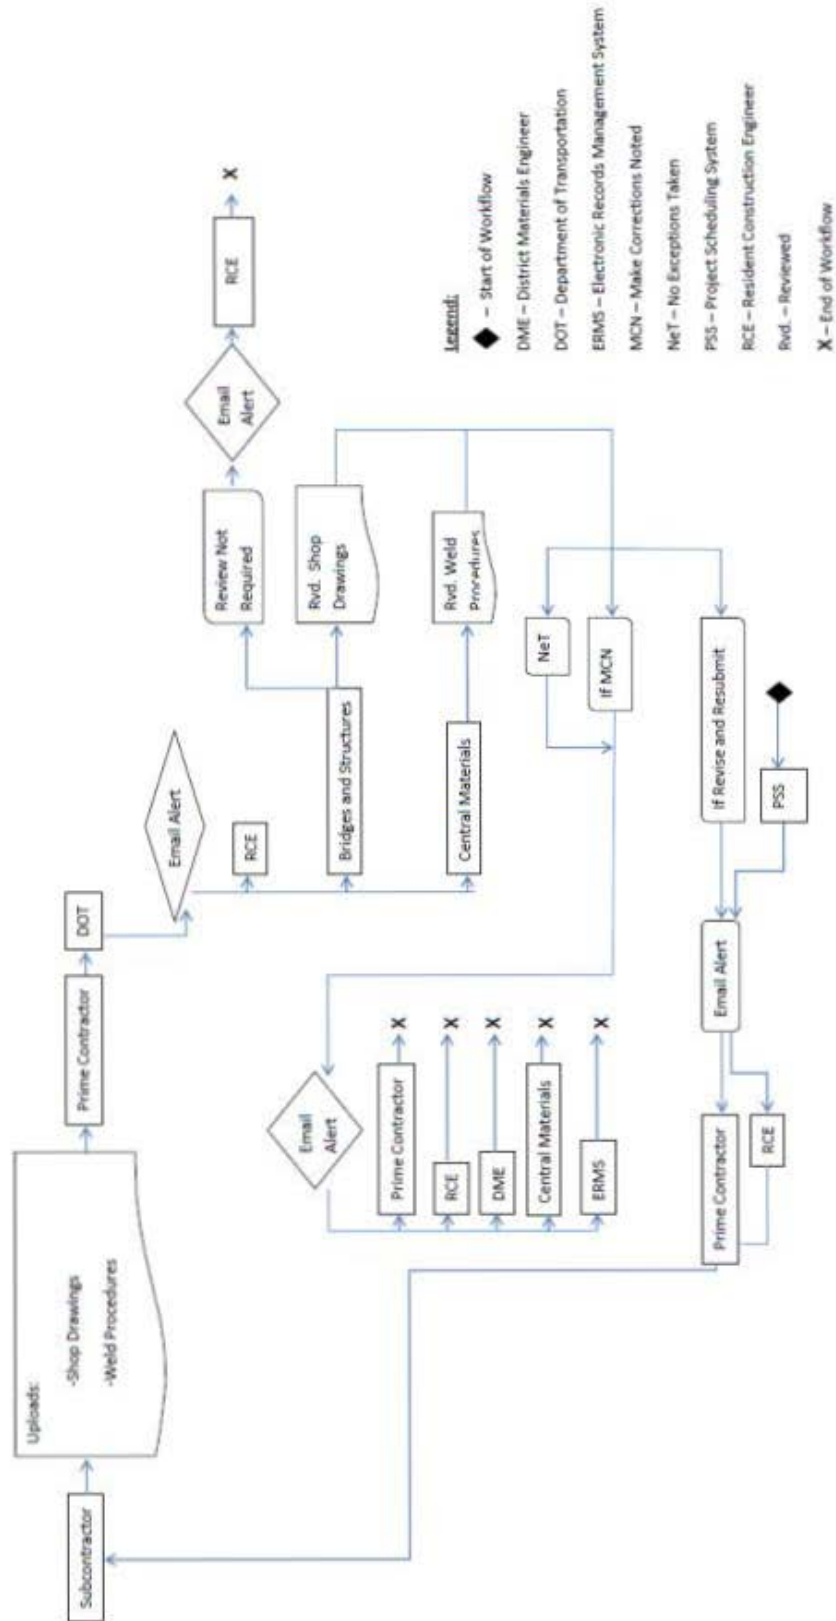 Subcontractor
Uploads:
-Shop Drawings
-Weld Procedures
Prime Contractor
DOT
Email Alert
RCE
Bridges and Structures
Central Materials
Review Not
Required
Email
Alert
RCE
X
Rvd. Shop
Drawings
Rvd. Weld
Procedures
NeT
If MCN
If Revise and Resubmit
PSS
Email Alert
Prime Contractor
RCE
Email
Alert
Prime Contractor
X
RCE
X
DME
X
Central Materials
X
ERMS
X
Legend:
– Start of Workflow
DME – District Materials Engineer
DOT – Department of Transportation
ERMS – Electronic Records Management System
MCN – Make Corrections Noted
NeT – No Exceptions Taken
PSS – Project Scheduling System
RCE – Resident Construction Engineer
Rvd. – Reviewed
X – End of Workflow